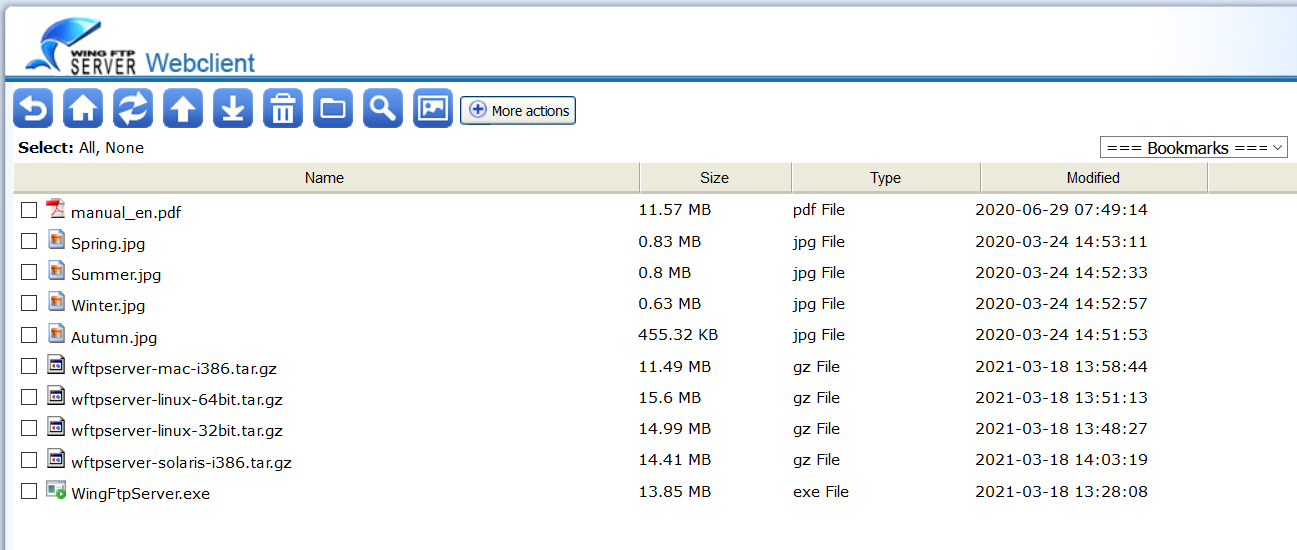 WING FTP
SERVER Webclient
More actions
Select: All, None
=== Bookmarks ===
Name Size Type Modified
manual_en.pdf 11.57 MB pdf File 2020-06-29 07:49:14
Spring.jpg 0.83 MB jpg File 2020-03-24 14:53:11
Summer.jpg 0.8 MB jpg File 2020-03-24 14:52:33
Winter.jpg 0.63 MB jpg File 2020-03-24 14:52:57
Autumn.jpg 455.32 KB jpg File 2020-03-24 14:51:53
wftpserver-mac-i386.tar.gz 11.49 MB gz File 2021-03-18 13:58:44
wftpserver-linux-64bit.tar.gz 15.6 MB gz File 2021-03-18 13:51:13
wftpserver-linux-32bit.tar.gz 14.99 MB gz File 2021-03-18 13:48:27
wftpserver-solaris-i386.tar.gz 14.41 MB gz File 2021-03-18 14:03:19
WingFtpServer.exe 13.85 MB exe File 2021-03-18 13:28:08